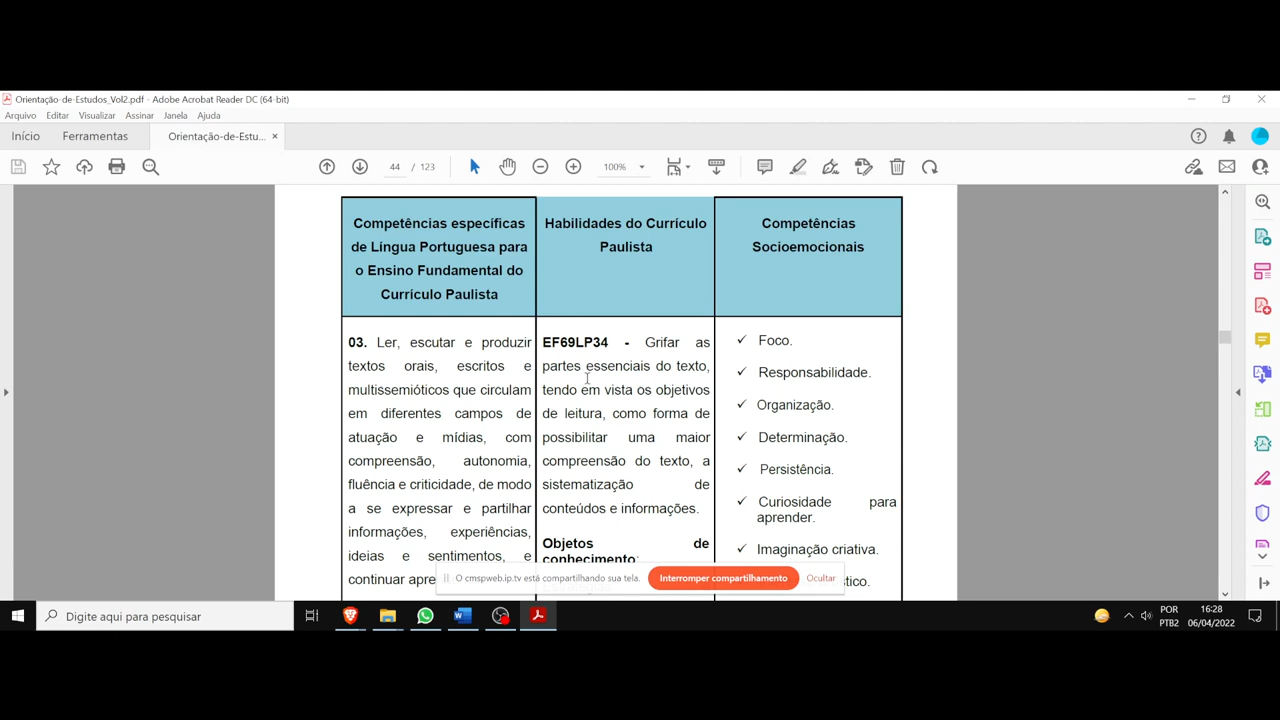 Orientação-de-Estudos_Vol2.pdf - Adobe Acrobat Reader DC (64-bit)
Arquivo Editar Visualizar Assinar Janela Ajuda
Início Ferramentas Orientação-de-Estu... ×
44 / 123 100%
Competências específicas
de Língua Portuguesa para
o Ensino Fundamental do
Currículo Paulista
Habilidades do Currículo
Paulista
Competências
Socioemocionais
03. Ler, escutar e produzir
textos orais, escritos e
multissemióticos que circulam
em diferentes campos de
atuação e mídias, com
compreensão, autonomia,
fluência e criticidade, de modo
a se expressar e partilhar
informações, experiências,
ideias e sentimentos, e
continuar apre
EF69LP34 - Grifar as
partes essenciais do texto,
tendo em vista os objetivos
de leitura, como forma de
possibilitar uma maior
compreensão do texto, a
sistematização de
conteúdos e informações.
Objetos de
conhecimento:
✓ Foco.
✓ Responsabilidade.
✓ Organização.
✓ Determinação.
✓ Persistência.
✓ Curiosidade para
aprender.
✓ Imaginação criativa.
tico.
O cmspweb.ip.tv está compartilhando sua tela. Interromper compartilhamento Ocultar
Digite aqui para pesquisar
POR
PTB2
16:28
06/04/2022